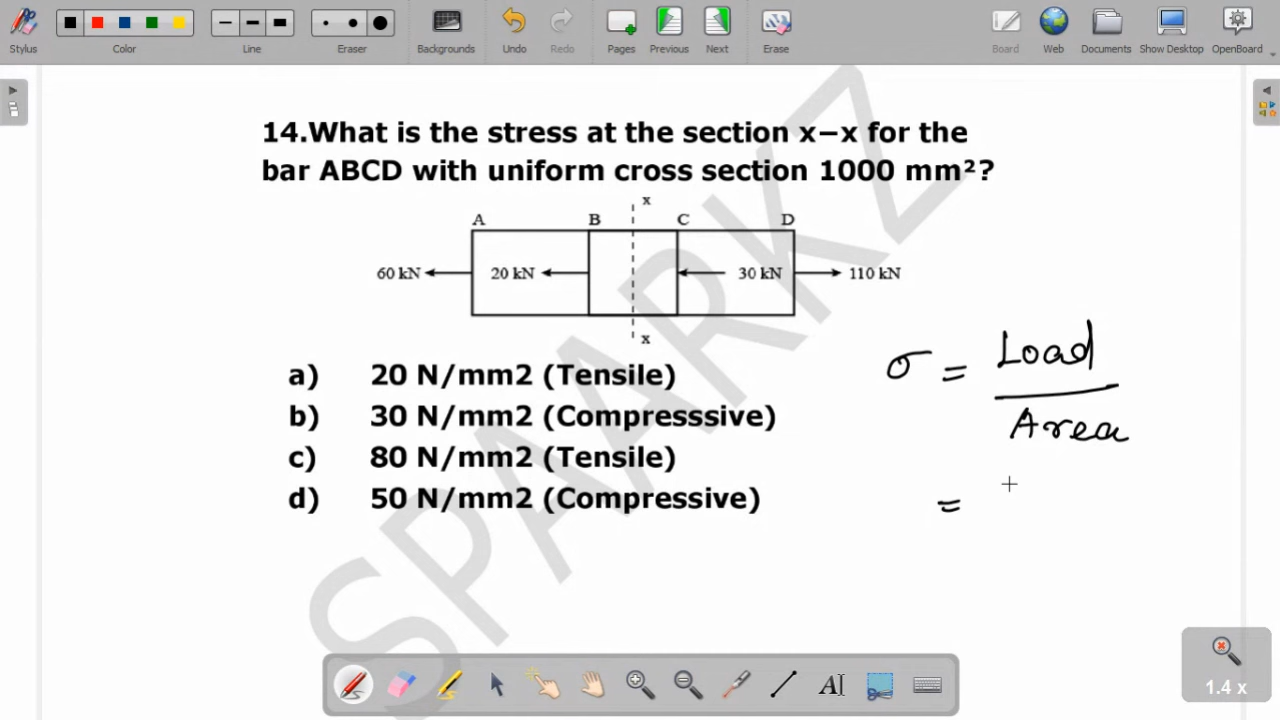 Stylus
Color
Line
Eraser
Backgrounds
Undo
Redo
Pages
Previous
Next
Erase
Board
Web
Documents
Show Desktop
OpenBoard
14.What is the stress at the section x−x for the
bar ABCD with uniform cross section 1000 mm²?
x
A B C D
60 kN 20 kN 30 kN 110 kN
x
a) 20 N/mm2 (Tensile)
b) 30 N/mm2 (Compresssive)
c) 80 N/mm2 (Tensile)
d) 50 N/mm2 (Compressive)
σ = Load
Area
=
SPAARKZ
AI
1.4 x